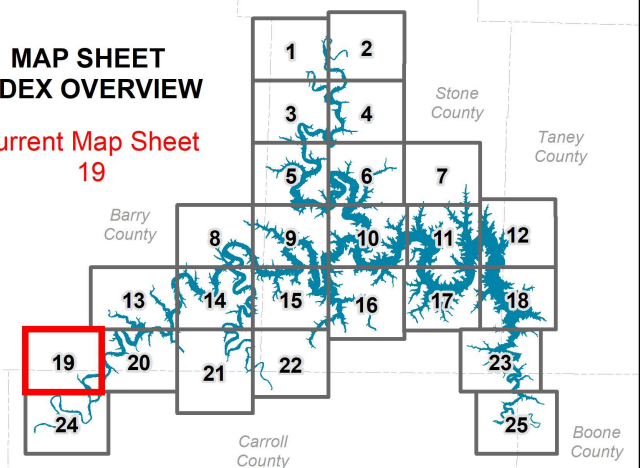 MAP SHEET
DEX OVERVIEW
urrent Map Sheet
19
1
2
3
4
Stone
County
Taney
County
5
6
7
Barry
County
8
9
10
11
12
13
14
15
16
17
18
19
20
21
22
23
24
25
Carroll
County
Boone
County